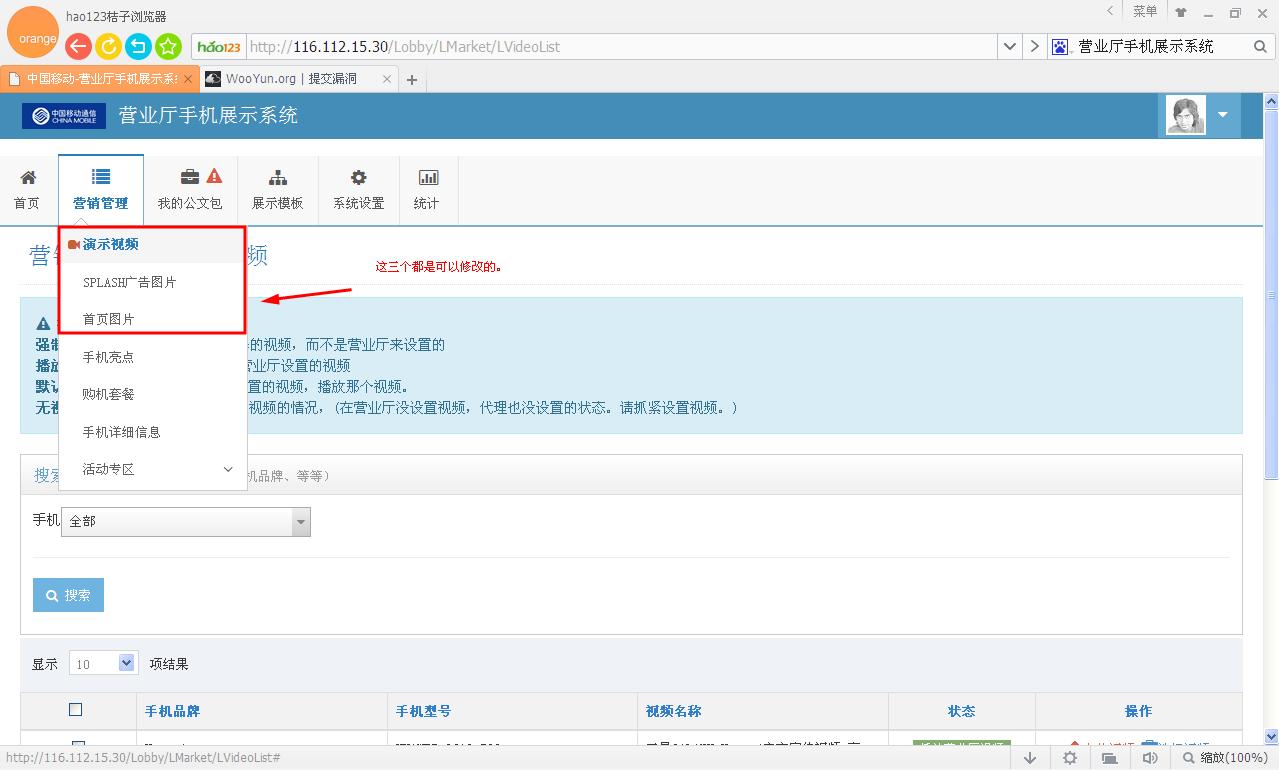 hao123桔子浏览器
菜单
orange
hao123
http://116.112.15.30/Lobby/LMarket/LVideoList
营业厅手机展示系统
中国移动-营业厅手机展示系
WooYun.org | 提交漏洞
中国移动通信
CHINA MOBILE
营业厅手机展示系统
首页
营销管理
我的公文包
展示模板
系统设置
统计
演示视频
SPLASH广告图片
首页图片
手机亮点
购机套餐
手机详细信息
活动专区
营
频
这三个都是可以修改的。
强制
的视频，而不是营业厅来设置的
播放
营业厅设置的视频
默认
置的视频，播放那个视频。
无视
视频的情况，(在营业厅没设置视频，代理也没设置的状态。请抓紧设置视频。)
搜索
机品牌、等等）
手机
全部
搜索
显示
10
项结果
手机品牌
手机型号
视频名称
状态
操作
http://116.112.15.30/Lobby/LMarket/LVideoList#
缩放(100%)